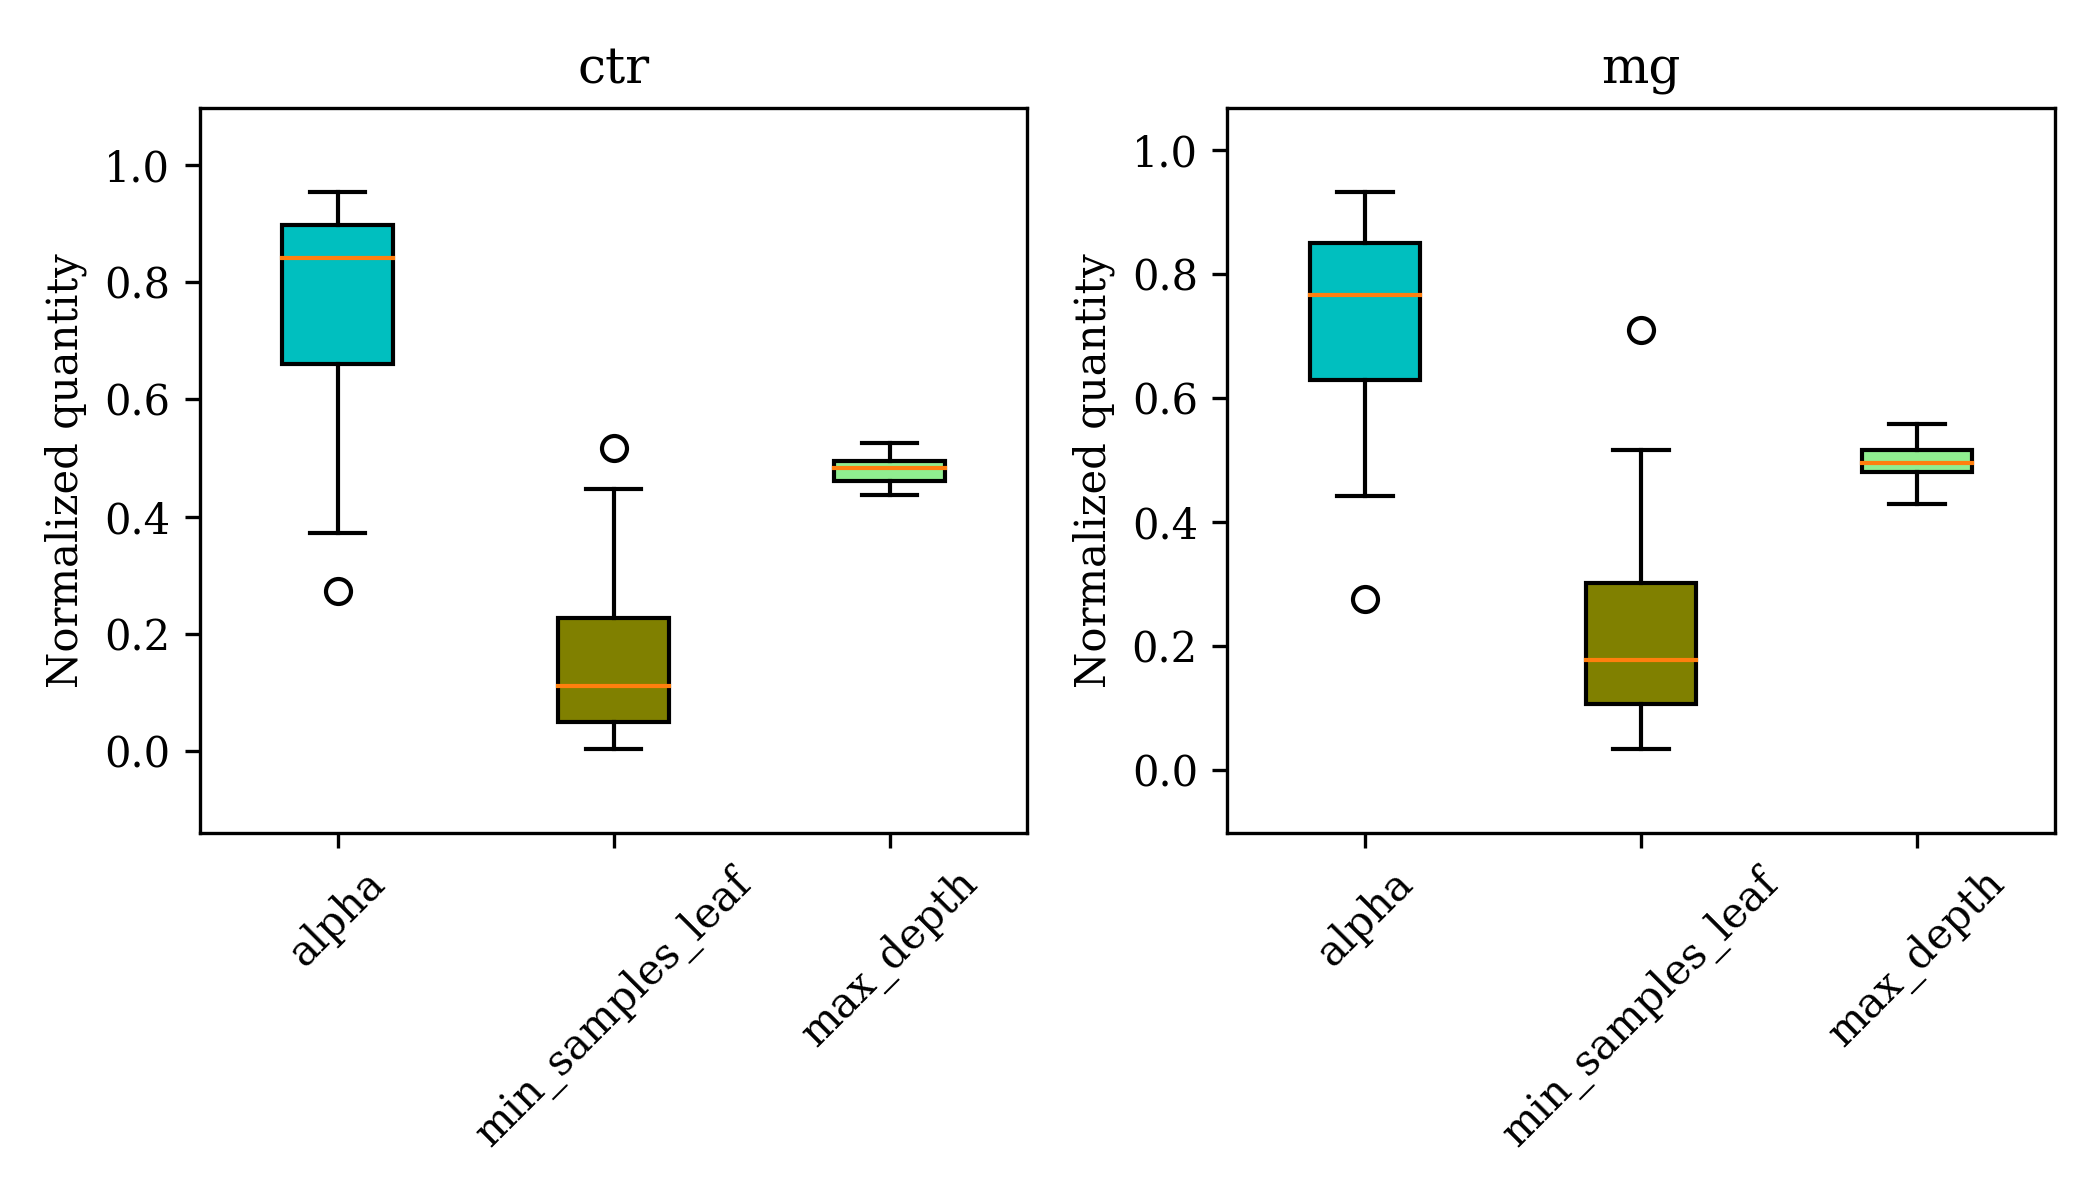 ctr
Normalized quantity
1.0
0.8
0.6
0.4
0.2
0.0
alpha
min_samples_leaf
max_depth
mg
Normalized quantity
1.0
0.8
0.6
0.4
0.2
0.0
alpha
min_samples_leaf
max_depth